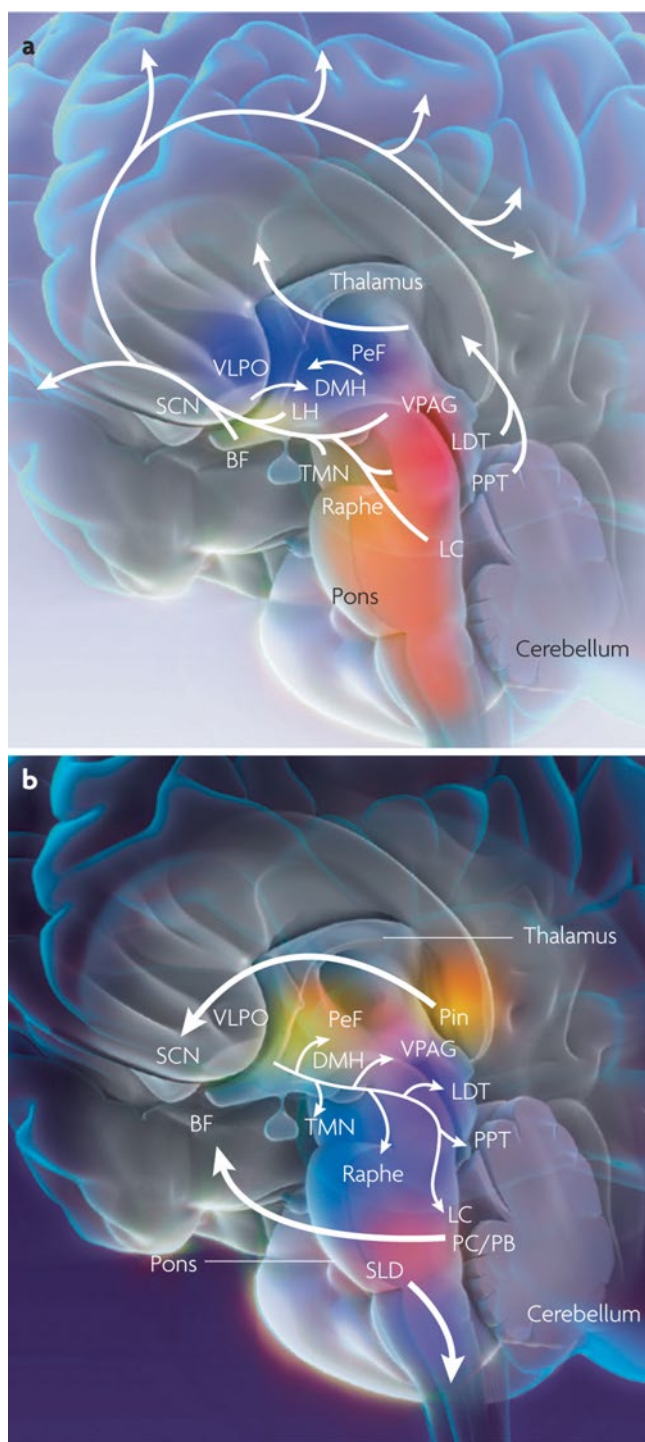 a
Thalamus
VLPO
PeF
DMH
SCN
LH
VPAG
BF
LDT
TMN
PPT
Raphe
LC
Pons
Cerebellum
b
Thalamus
VLPO
PeF
Pin
SCN
DMH
VPAG
LDT
BF
TMN
PPT
Raphe
LC
PC/PB
Pons
SLD
Cerebellum